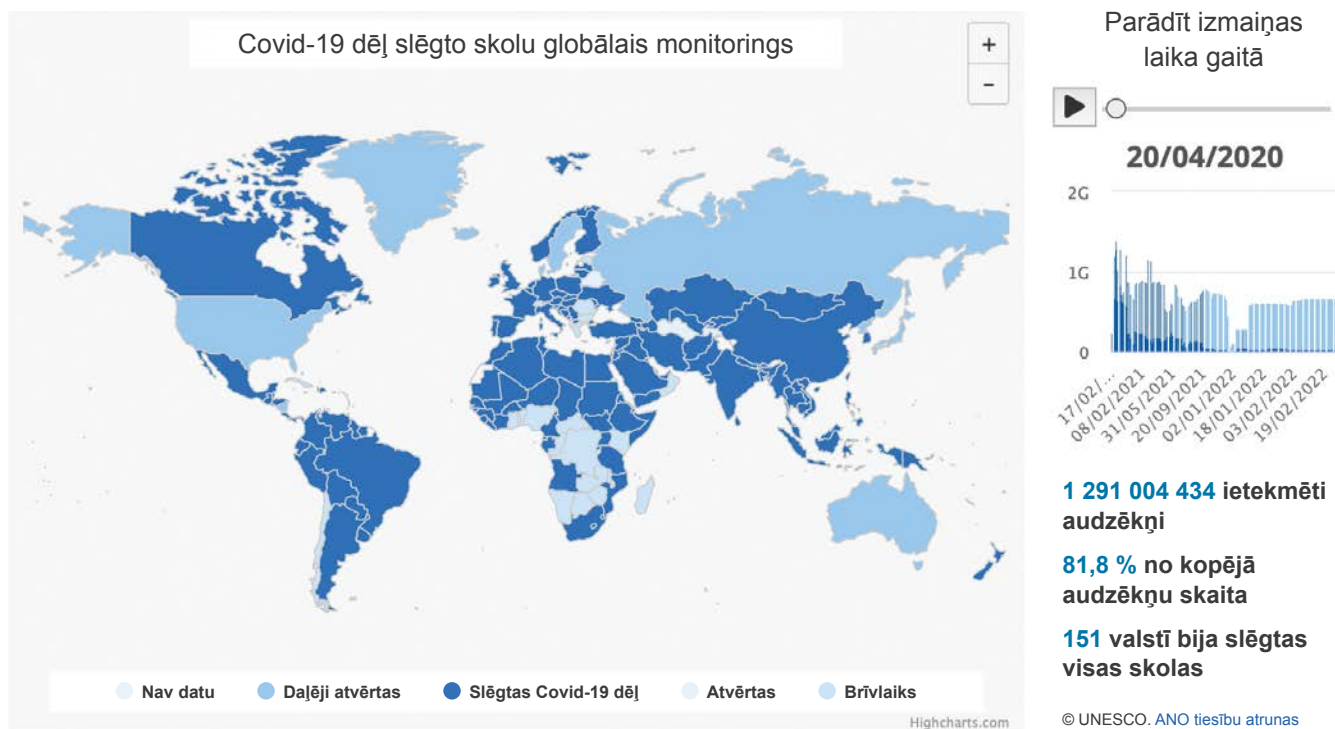 Covid-19 dēļ slēgto skolu globālais monitorings
+
−
Nav datu
Daļēji atvērtas
Slēgtas Covid-19 dēļ
Atvērtas
Brīvlaiks
Highcharts.com
Parādīt izmaiņas
laika gaitā
20/04/2020
2G
1G
0
17/02/...
08/02/2021
31/05/2021
20/09/2021
02/01/2022
18/01/2022
03/02/2022
19/02/2022
1 291 004 434 ietekmēti
audzēkņi
81,8 % no kopējā
audzēkņu skaita
151 valstī bija slēgtas
visas skolas
© UNESCO. ANO tiesību atrunas